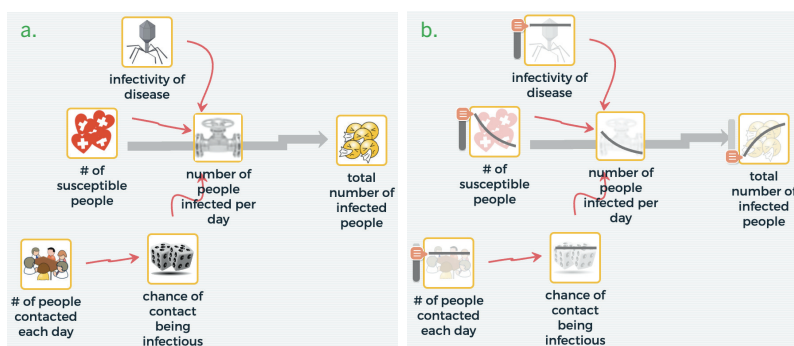 a.
infectivity of
disease
# of
susceptible
people
number of
people
infected per
day
total
number of
infected
people
# of people
contacted
each day
chance of
contact
being
infectious
b.
infectivity of
disease
# of
susceptible
people
number of
people
infected per
day
total
number of
infected
people
# of people
contacted
each day
chance of
contact
being
infectious